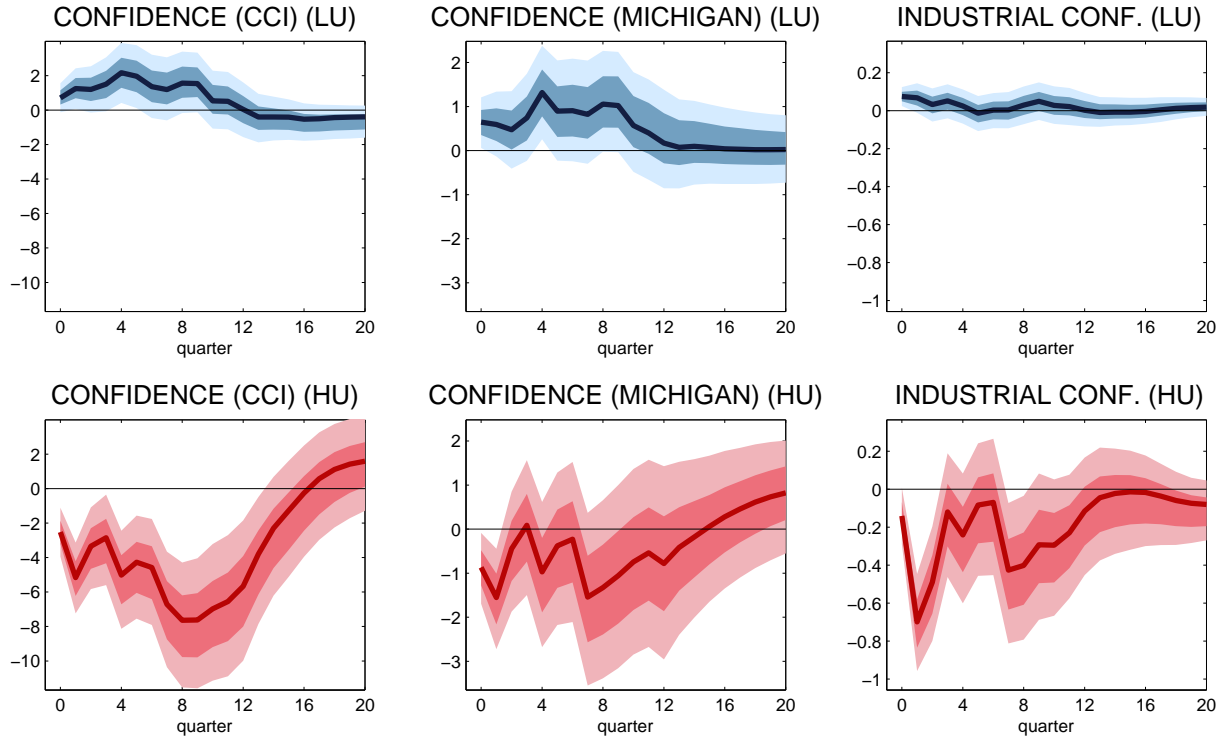 CONFIDENCE (CCI) (LU)
2
0
−2
−4
−6
−8
−10
0 4 8 12 16 20
quarter
CONFIDENCE (MICHIGAN) (LU)
2
1
0
−1
−2
−3
0 4 8 12 16 20
quarter
INDUSTRIAL CONF. (LU)
0.2
0
−0.2
−0.4
−0.6
−0.8
−1
0 4 8 12 16 20
quarter
CONFIDENCE (CCI) (HU)
2
0
−2
−4
−6
−8
−10
0 4 8 12 16 20
quarter
CONFIDENCE (MICHIGAN) (HU)
2
1
0
−1
−2
−3
0 4 8 12 16 20
quarter
INDUSTRIAL CONF. (HU)
0.2
0
−0.2
−0.4
−0.6
−0.8
−1
0 4 8 12 16 20
quarter